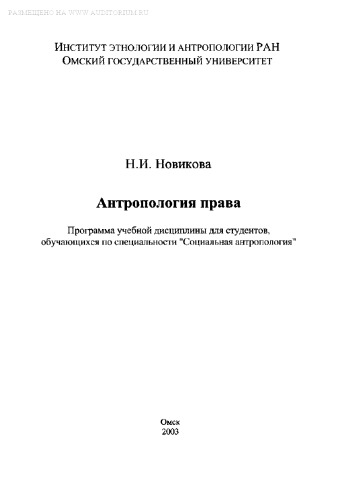 РАЗМЕЩЕНО НА WWW.AUDITORIUM.RU
ИНСТИТУТ ЭТНОЛОГИИ И АНТРОПОЛОГИИ РАН
ОМСКИЙ ГОСУДАРСТВЕННЫЙ УНИВЕРСИТЕТ
Н.И. Новикова
Антропология права
Программа учебной дисциплины для студентов,
обучающихся по специальности "Социальная антропология"
Омск
2003